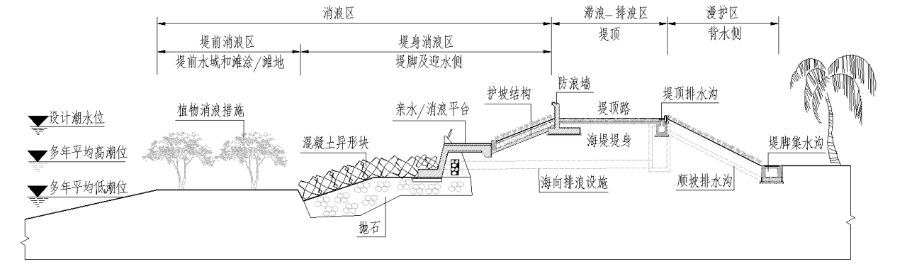 消浪区
滞浪—排浪区
漫护区
堤前消浪区
堤身消浪区
堤顶
背水侧
堤前水域和滩涂/滩地
堤脚及迎水侧
防浪墙
护坡结构
植物消浪措施
亲水/消浪平台
堤顶路
堤顶排水沟
设计潮水位
混凝土异形块
海堤堤身
堤脚集水沟
多年平均高潮位
多年平均低潮位
海向排浪设施
顺坡排水沟
抛石